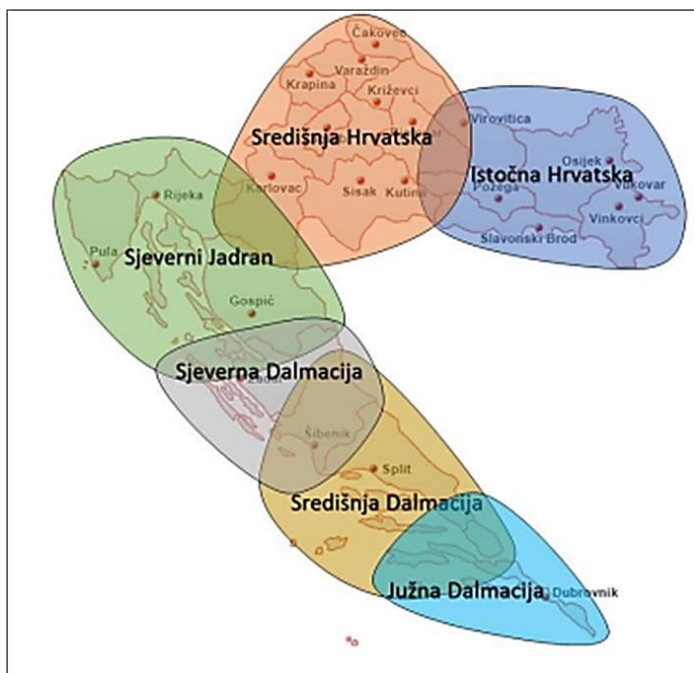 Čakovec
Varaždin
Krapina
Križevci
Virovitica
Središnja Hrvatska
Osijek
Istočna Hrvatska
Karlovac
Sisak
Kutina
Požega
Vukovar
Rijeka
Vinkovci
Slavonski Brod
Pula
Sjeverni Jadran
Gospić
Sjeverna Dalmacija
Šibenik
Split
Središnja Dalmacija
Južna Dalmacija
Dubrovnik